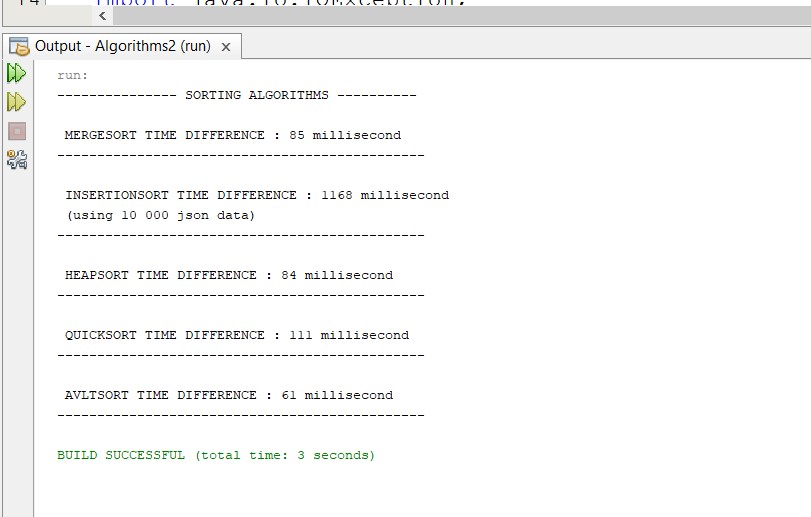 14
import java.io.IOException;
Output - Algorithms2 (run) x
run:
--------------- SORTING ALGORITHMS ----------
MERGESORT TIME DIFFERENCE : 85 millisecond
----------------------------------------------
INSERTIONSORT TIME DIFFERENCE : 1168 millisecond
(using 10 000 json data)
----------------------------------------------
HEAPSORT TIME DIFFERENCE : 84 millisecond
----------------------------------------------
QUICKSORT TIME DIFFERENCE : 111 millisecond
----------------------------------------------
AVLTSORT TIME DIFFERENCE : 61 millisecond
----------------------------------------------
BUILD SUCCESSFUL (total time: 3 seconds)